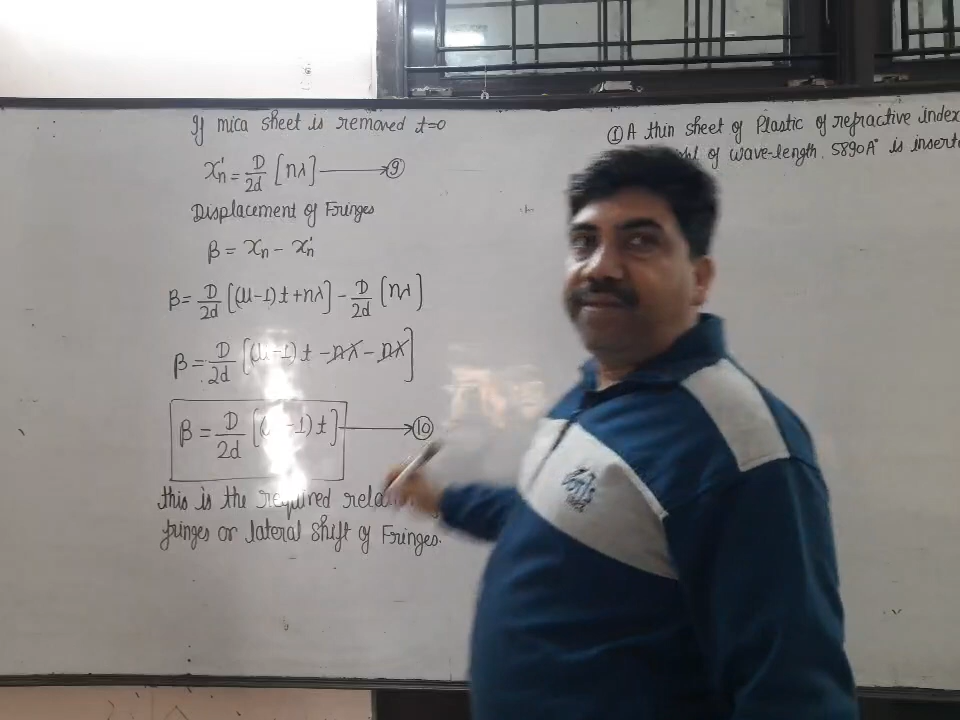 If mica sheet is removed t=0
x'n = D/2d [nλ] → ⑨
Displacement of Fringes
β = xn - x'n
β = D/2d [(μ-1)t+nλ] - D/2d [nλ]
β = D/2d [(μ-1)t - nλ - nλ]
β = D/2d [( -1)t] → ⑩
this is the required
fringes or lateral shift of Fringes.
① A thin sheet of Plastic of refractive index
of wave-length. 5890A° is